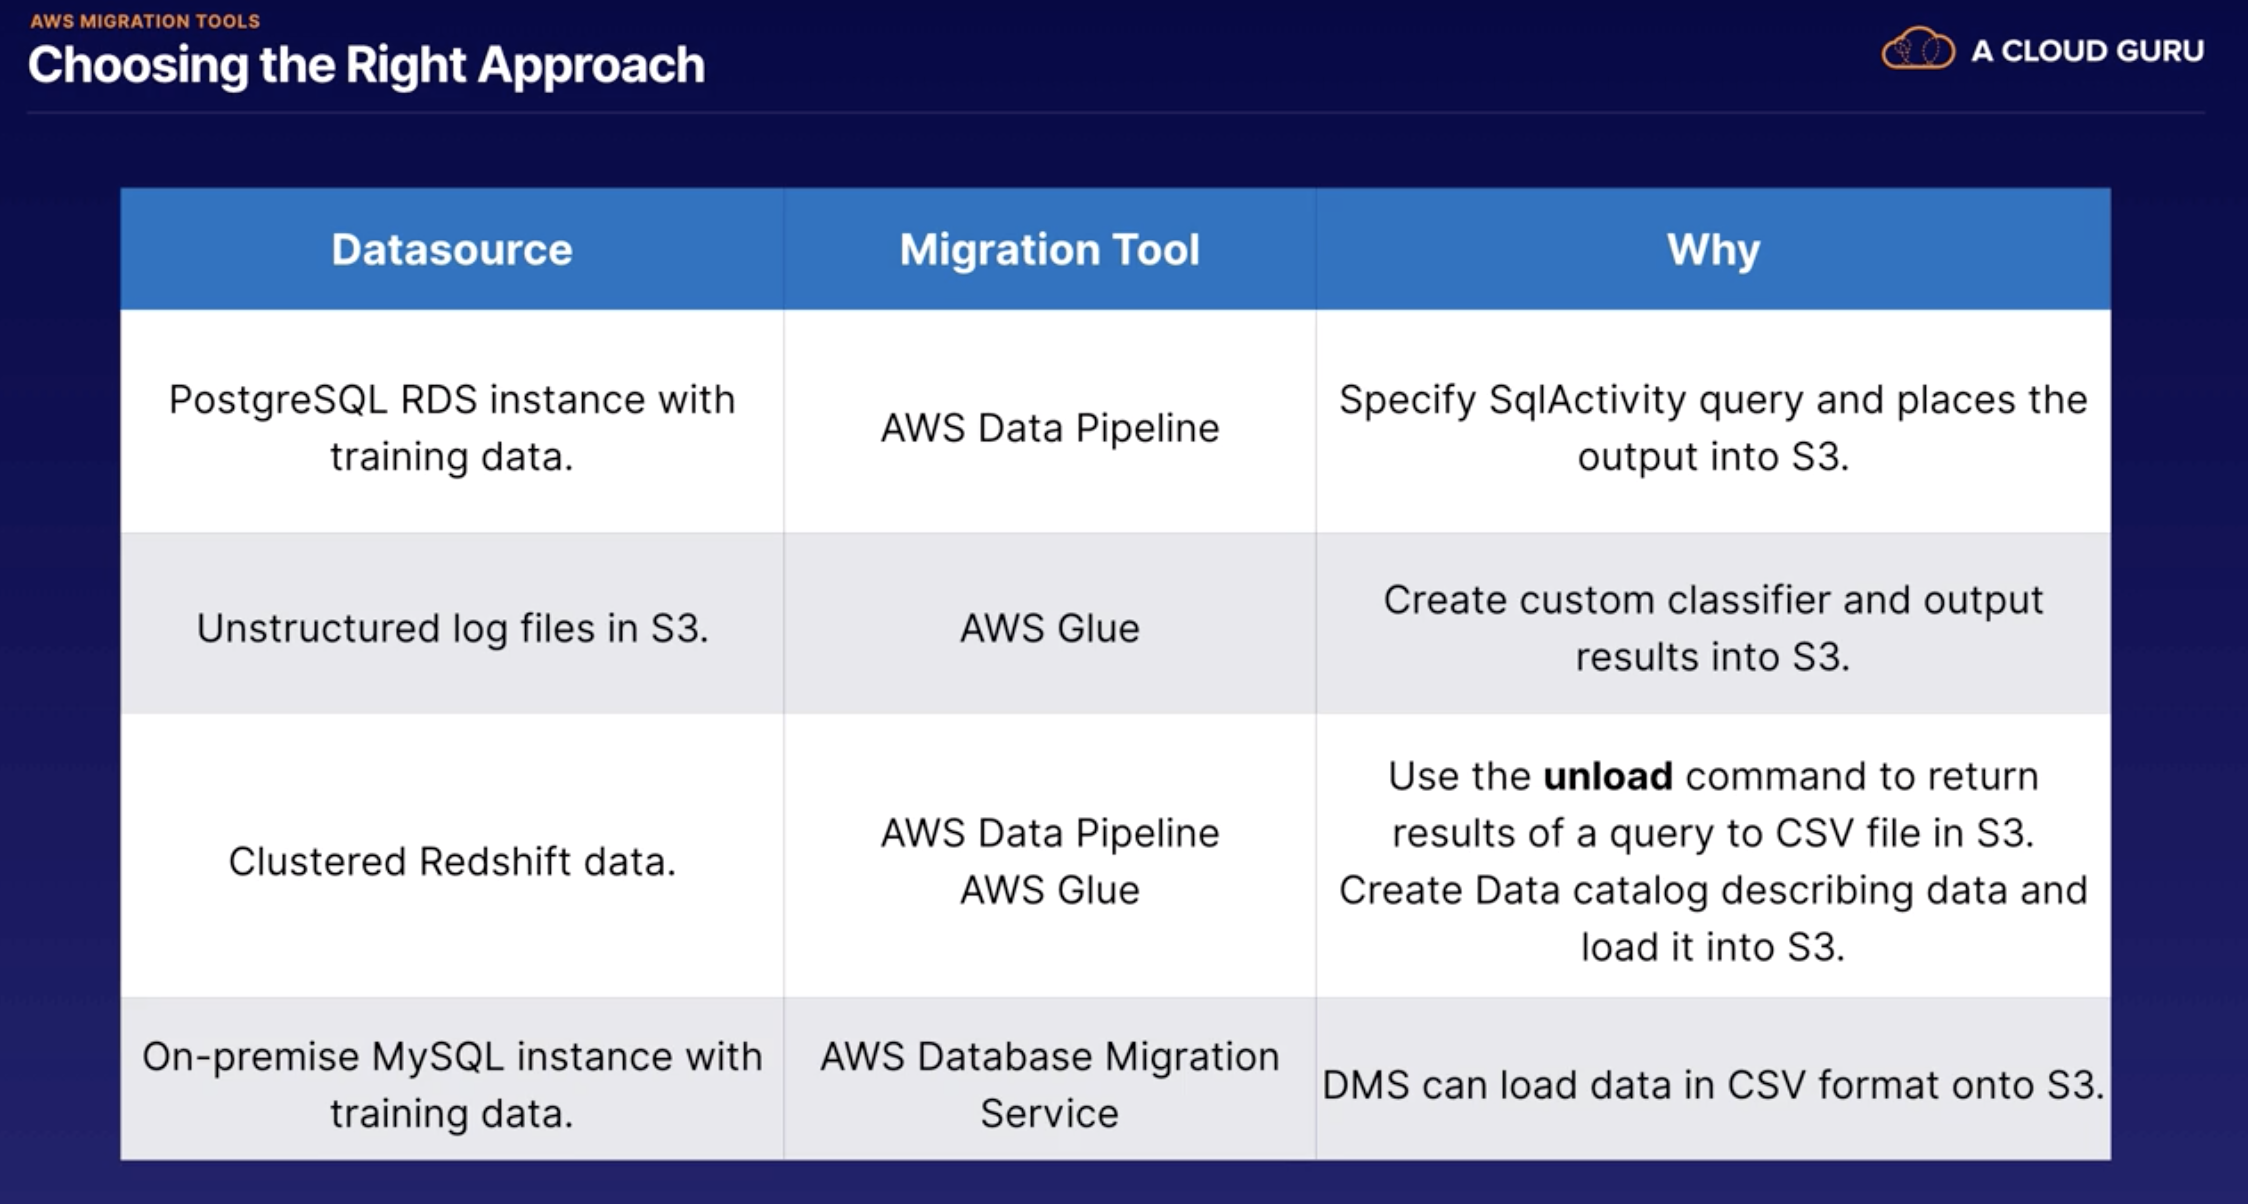 AWS MIGRATION TOOLS
Choosing the Right Approach
A CLOUD GURU
Datasource
Migration Tool
Why
PostgreSQL RDS instance with
training data.
AWS Data Pipeline
Specify SqlActivity query and places the
output into S3.
Unstructured log files in S3.
AWS Glue
Create custom classifier and output
results into S3.
Clustered Redshift data.
AWS Data Pipeline
AWS Glue
Use the unload command to return
results of a query to CSV file in S3.
Create Data catalog describing data and
load it into S3.
On-premise MySQL instance with
training data.
AWS Database Migration
Service
DMS can load data in CSV format onto S3.